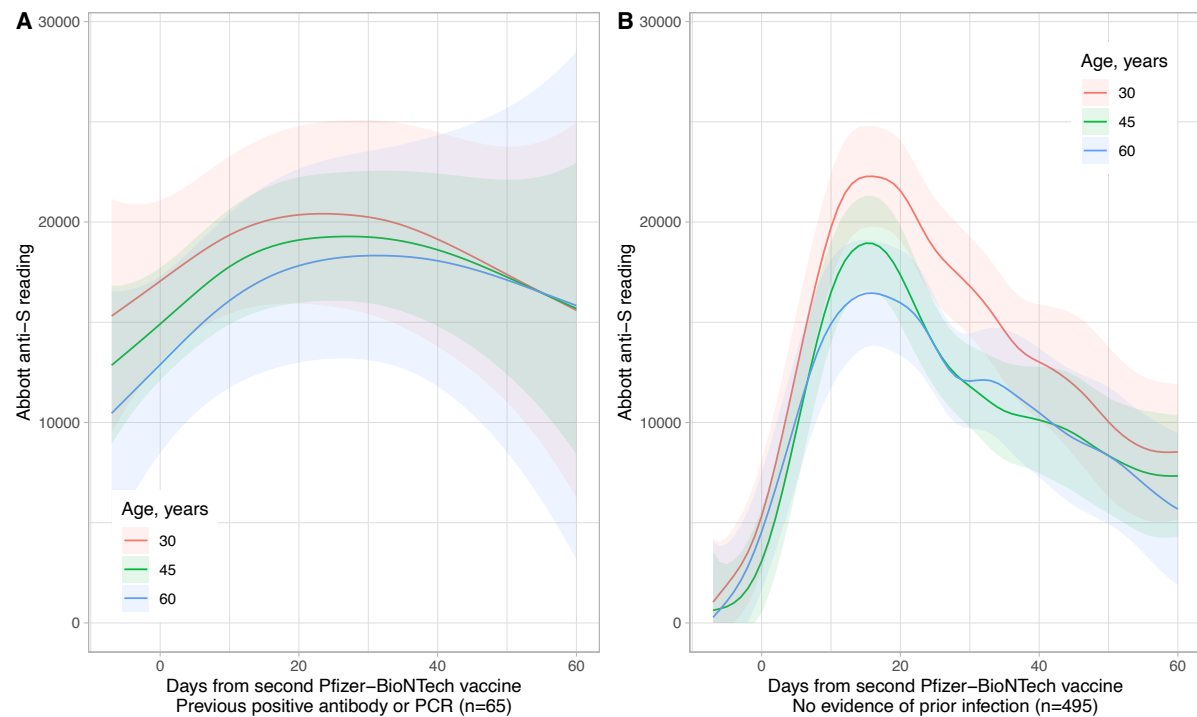 A
30000
20000
10000
0
Abbott anti−S reading
Age, years
30
45
60
0
20
40
60
Days from second Pfizer−BioNTech vaccine
Previous positive antibody or PCR (n=65)
B
30000
20000
10000
0
Abbott anti−S reading
Age, years
30
45
60
0
20
40
60
Days from second Pfizer−BioNTech vaccine
No evidence of prior infection (n=495)